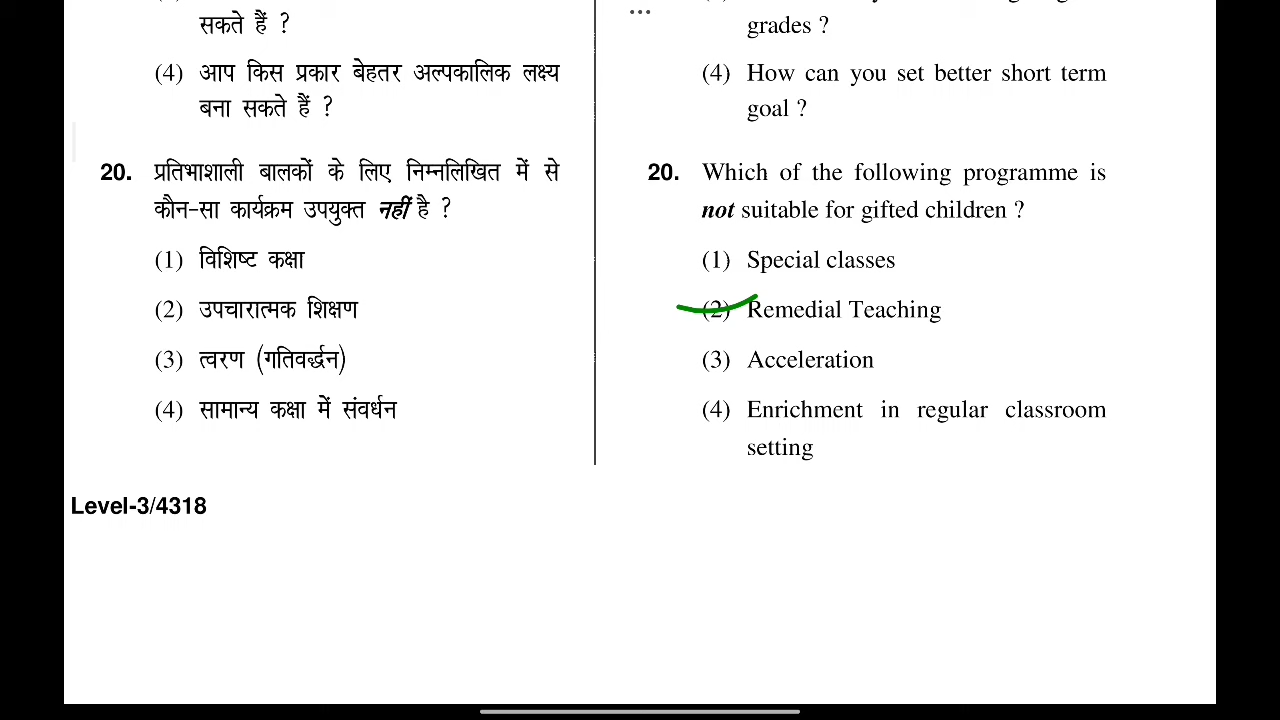 सकते हैं ?
(4) आप किस प्रकार बेहतर अल्पकालिक लक्ष्य
बना सकते हैं ?
20. प्रतिभाशाली बालकों के लिए निम्नलिखित में से
कौन-सा कार्यक्रम उपयुक्त नहीं है ?
(1) विशिष्ट कक्षा
(2) उपचारात्मक शिक्षण
(3) त्वरण (गतिवर्द्धन)
(4) सामान्य कक्षा में संवर्धन
Level-3/4318
grades ?
(4) How can you set better short term
goal ?
20. Which of the following programme is
not suitable for gifted children ?
(1) Special classes
(2) Remedial Teaching
(3) Acceleration
(4) Enrichment in regular classroom
setting